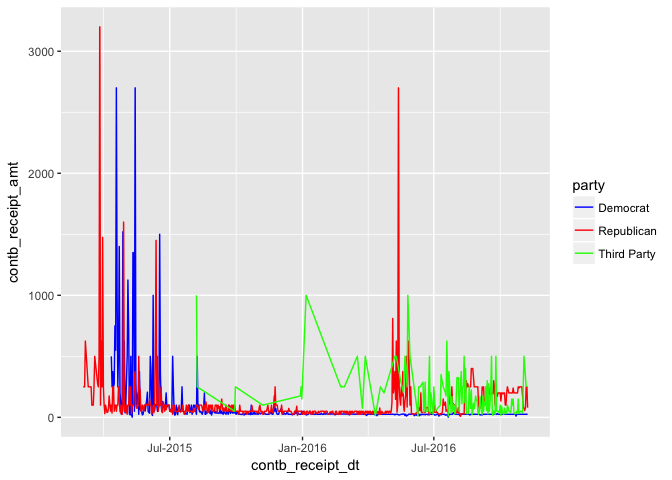 3000
2000
1000
0
contb_receipt_amt
Jul-2015
Jan-2016
Jul-2016
contb_receipt_dt
party
Democrat
Republican
Third Party